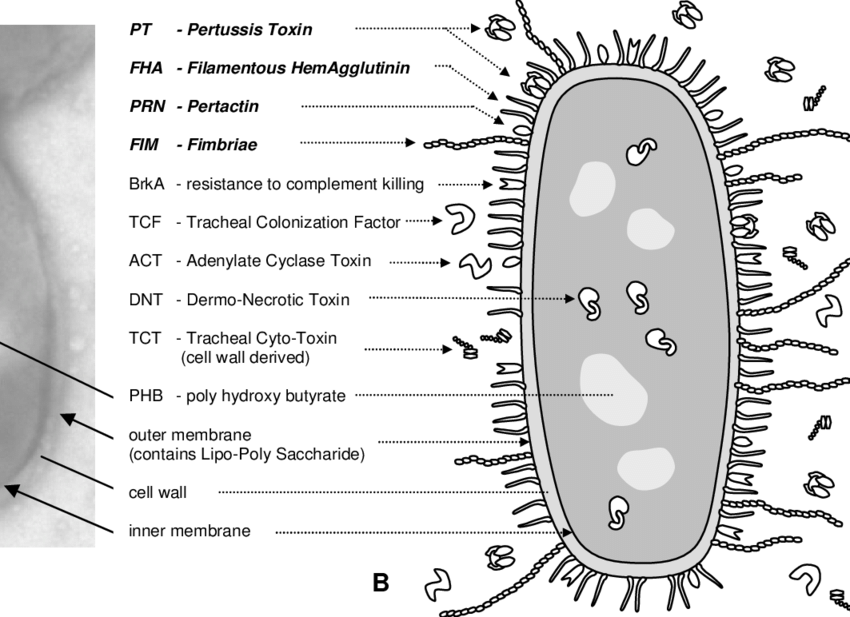 PT - Pertussis Toxin
FHA - Filamentous HemAgglutinin
PRN - Pertactin
FIM - Fimbriae
BrkA - resistance to complement killing
TCF - Tracheal Colonization Factor
ACT - Adenylate Cyclase Toxin
DNT - Dermo-Necrotic Toxin
TCT - Tracheal Cyto-Toxin
(cell wall derived)
PHB - poly hydroxy butyrate
outer membrane
(contains Lipo-Poly Saccharide)
cell wall
inner membrane
B